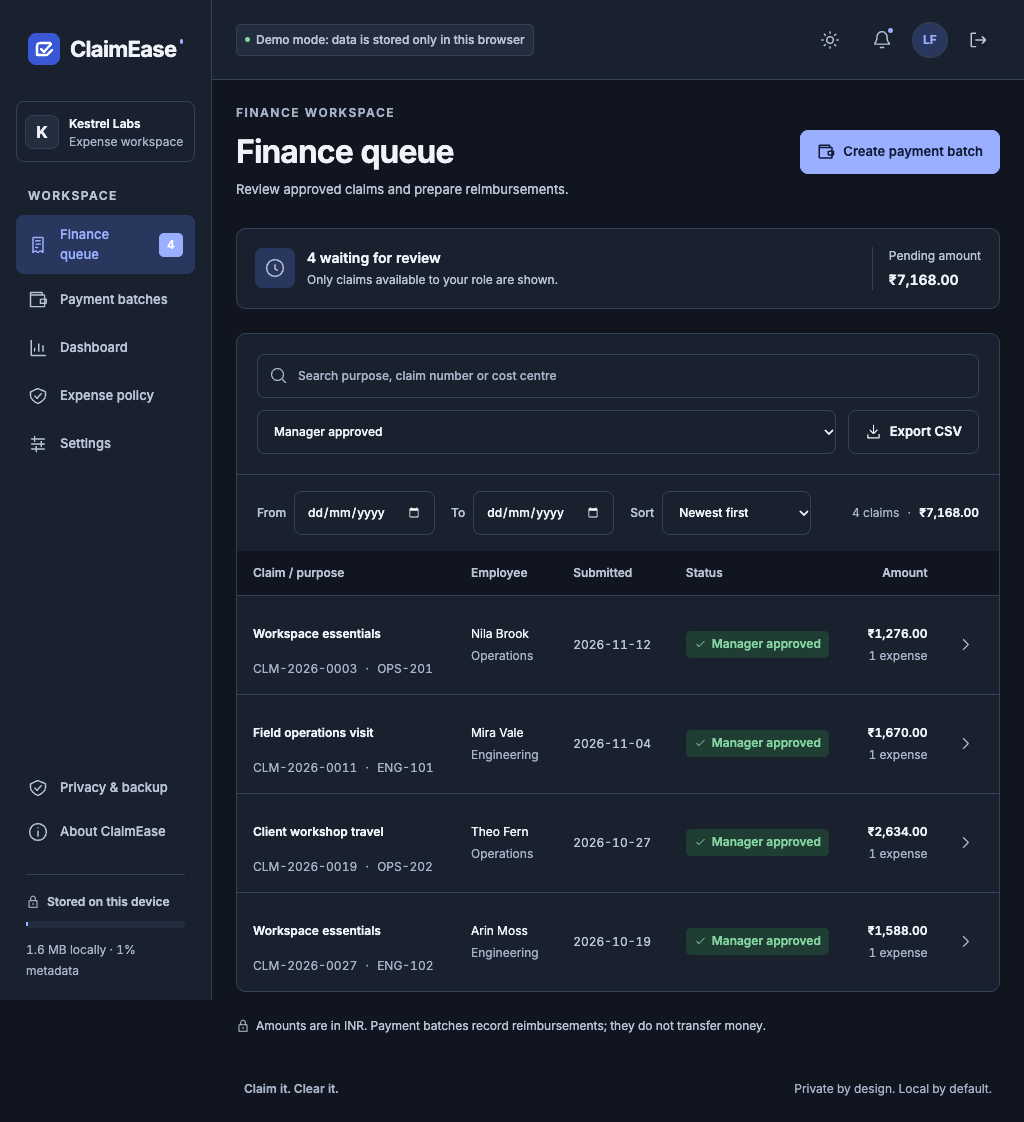 ClaimEase
Demo mode: data is stored only in this browser
LF
K
Kestrel Labs
Expense workspace
WORKSPACE
Finance queue
4
Payment batches
Dashboard
Expense policy
Settings
Privacy & backup
About ClaimEase
Stored on this device
1.6 MB locally · 1%
metadata
FINANCE WORKSPACE
Finance queue
Review approved claims and prepare reimbursements.
Create payment batch
4 waiting for review
Only claims available to your role are shown.
Pending amount
₹7,168.00
Search purpose, claim number or cost centre
Manager approved
Export CSV
From dd/mm/yyyy To dd/mm/yyyy Sort Newest first 4 claims · ₹7,168.00
Claim / purpose Employee Submitted Status Amount
Workspace essentials
CLM-2026-0003 · OPS-201
Nila Brook
Operations
2026-11-12
Manager approved
₹1,276.00
1 expense
Field operations visit
CLM-2026-0011 · ENG-101
Mira Vale
Engineering
2026-11-04
Manager approved
₹1,670.00
1 expense
Client workshop travel
CLM-2026-0019 · OPS-202
Theo Fern
Operations
2026-10-27
Manager approved
₹2,634.00
1 expense
Workspace essentials
CLM-2026-0027 · ENG-102
Arin Moss
Engineering
2026-10-19
Manager approved
₹1,588.00
1 expense
Amounts are in INR. Payment batches record reimbursements; they do not transfer money.
Claim it. Clear it.
Private by design. Local by default.